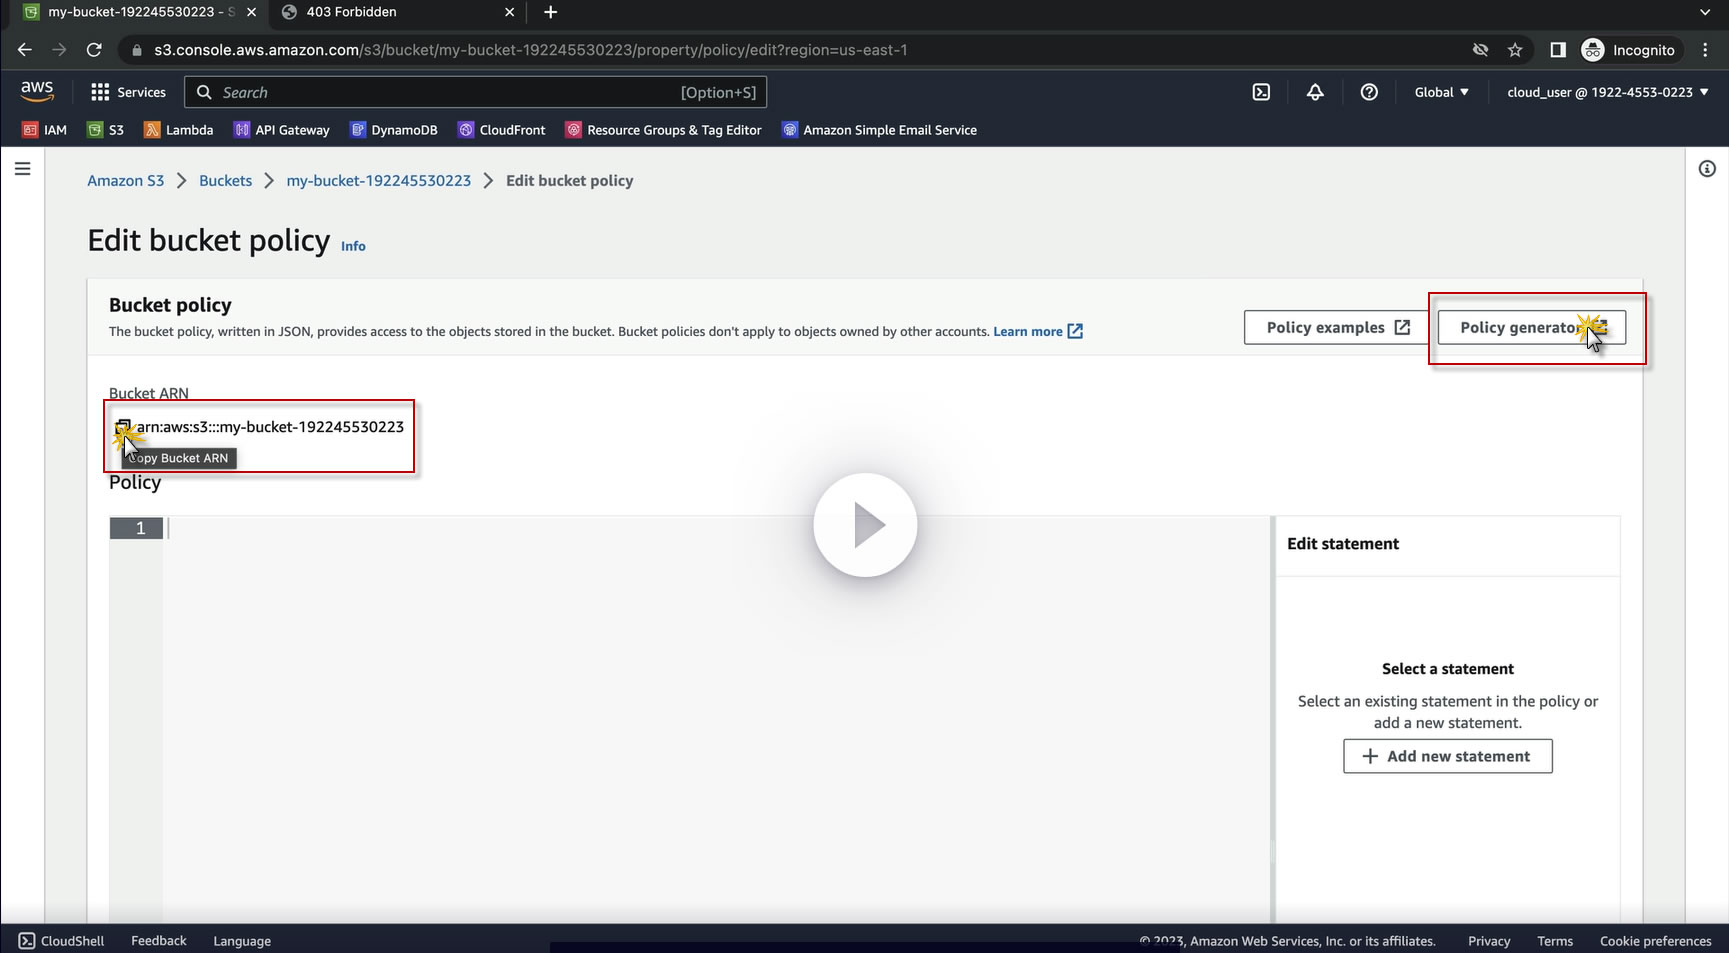 my-bucket-192245530223 - S
403 Forbidden
s3.console.aws.amazon.com/s3/bucket/my-bucket-192245530223/property/policy/edit?region=us-east-1
Incognito
aws
Services
Search
[Option+S]
Global
cloud_user @ 1922-4553-0223
IAM
S3
Lambda
API Gateway
DynamoDB
CloudFront
Resource Groups & Tag Editor
Amazon Simple Email Service
Amazon S3 > Buckets > my-bucket-192245530223 > Edit bucket policy
Edit bucket policy Info
Bucket policy
The bucket policy, written in JSON, provides access to the objects stored in the bucket. Bucket policies don't apply to objects owned by other accounts. Learn more
Policy examples
Policy generator
Bucket ARN
arn:aws:s3:::my-bucket-192245530223
Copy Bucket ARN
Policy
1
Edit statement
Select a statement
Select an existing statement in the policy or
add a new statement.
+ Add new statement
CloudShell
Feedback
Language
© 2023, Amazon Web Services, Inc. or its affiliates.
Privacy
Terms
Cookie preferences